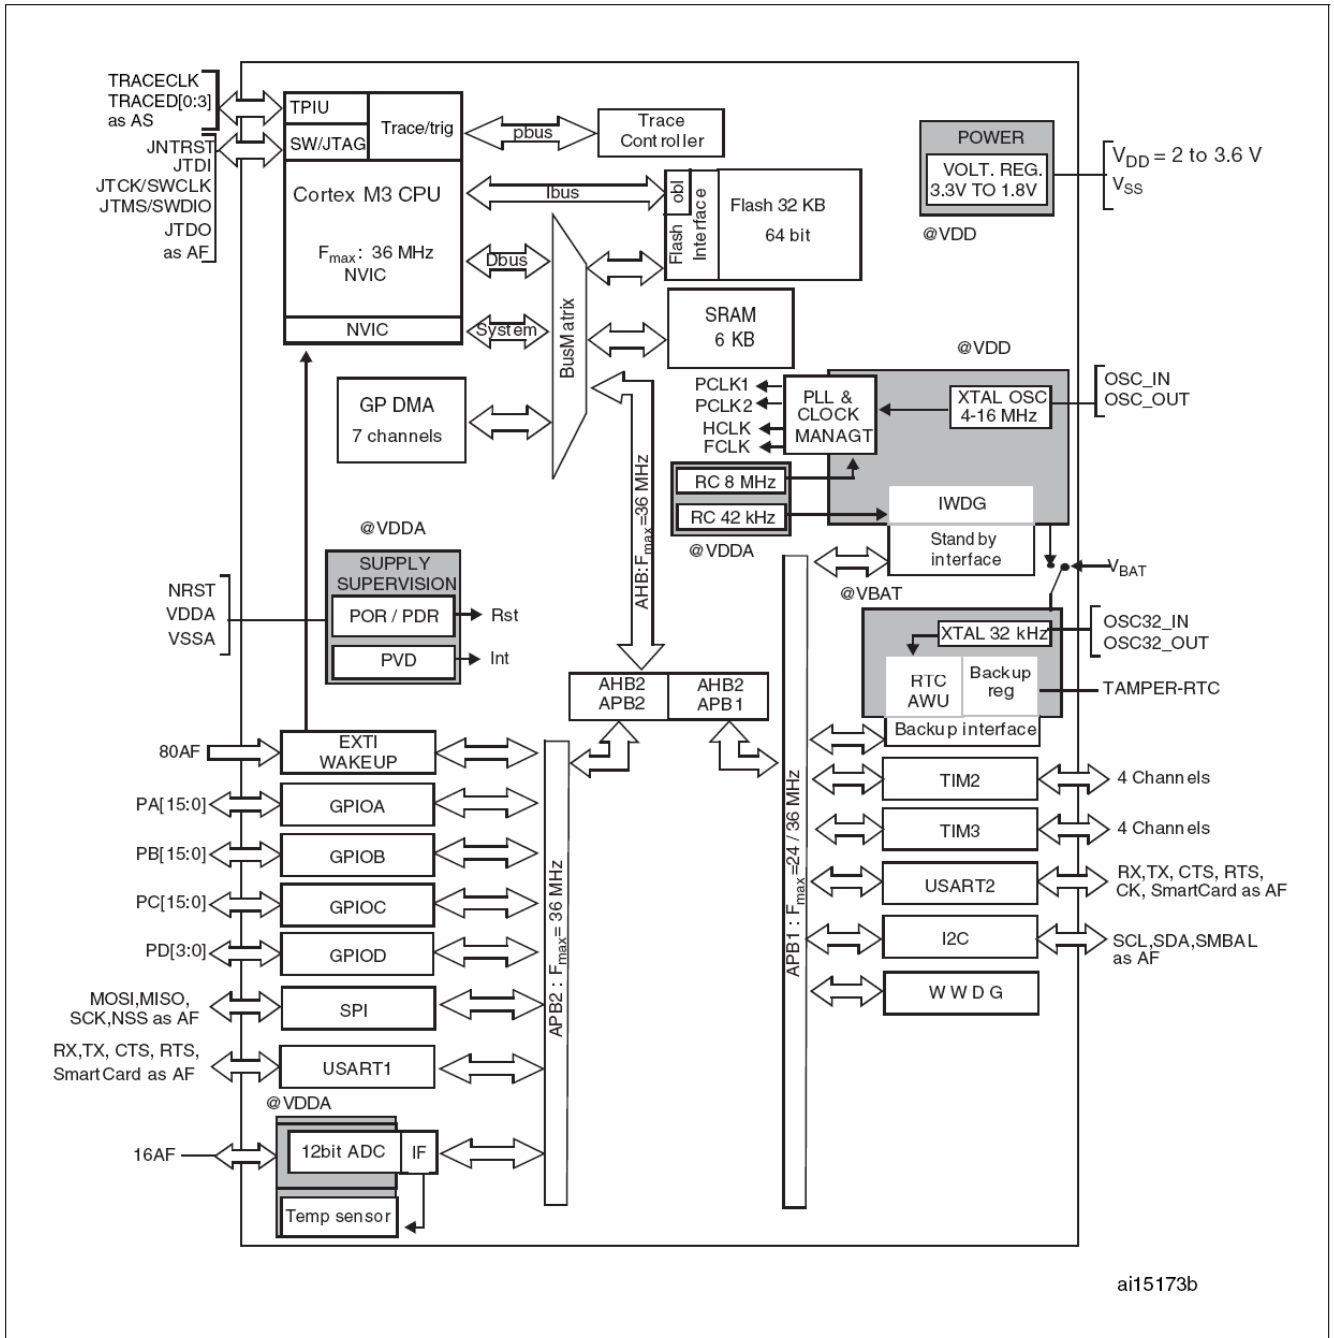 TRACECLK
TRACED[0:3]
as AS
JNTRST
JTDI
JTCK/SWCLK
JTMS/SWDIO
JTDO
as AF
TPIU
SW/JTAG
Trace/trig
Cortex M3 CPU
Fmax: 36 MHz
NVIC
NVIC
pbus
Trace
Controller
Ibus
Dbus
System
BusMatrix
obl
Flash
Interface
Flash 32 KB
64 bit
SRAM
6 KB
POWER
VOLT. REG.
3.3V TO 1.8V
@VDD
VDD = 2 to 3.6 V
VSS
GP DMA
7 channels
AHB: Fmax=36 MHz
@VDD
PCLK1
PCLK2
HCLK
FCLK
PLL &
CLOCK
MANAGT
XTAL OSC
4-16 MHz
OSC_IN
OSC_OUT
RC 8 MHz
RC 42 kHz
@VDDA
IWDG
Stand by
interface
VBAT
@VBAT
@VDDA
SUPPLY
SUPERVISION
POR / PDR
PVD
Rst
Int
NRST
VDDA
VSSA
XTAL 32 kHz
OSC32_IN
OSC32_OUT
RTC
AWU
Backup
reg
TAMPER-RTC
Backup interface
AHB2
APB2
AHB2
APB1
80AF
EXTI
WAKEUP
PA[15:0]
GPIOA
PB[15:0]
GPIOB
PC[15:0]
GPIOC
PD[3:0]
GPIOD
MOSI,MISO,
SCK,NSS as AF
SPI
RX,TX, CTS, RTS,
SmartCard as AF
USART1
@VDDA
16AF
12bit ADC
IF
Temp sensor
APB2 : Fmax= 36 MHz
APB1 : Fmax=24 / 36 MHz
TIM2
4 Channels
TIM3
4 Channels
USART2
RX,TX, CTS, RTS,
CK, SmartCard as AF
I2C
SCL,SDA,SMBAL
as AF
WWDG
ai15173b